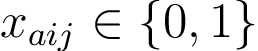 $x_{aij} \in \{0, 1\}$